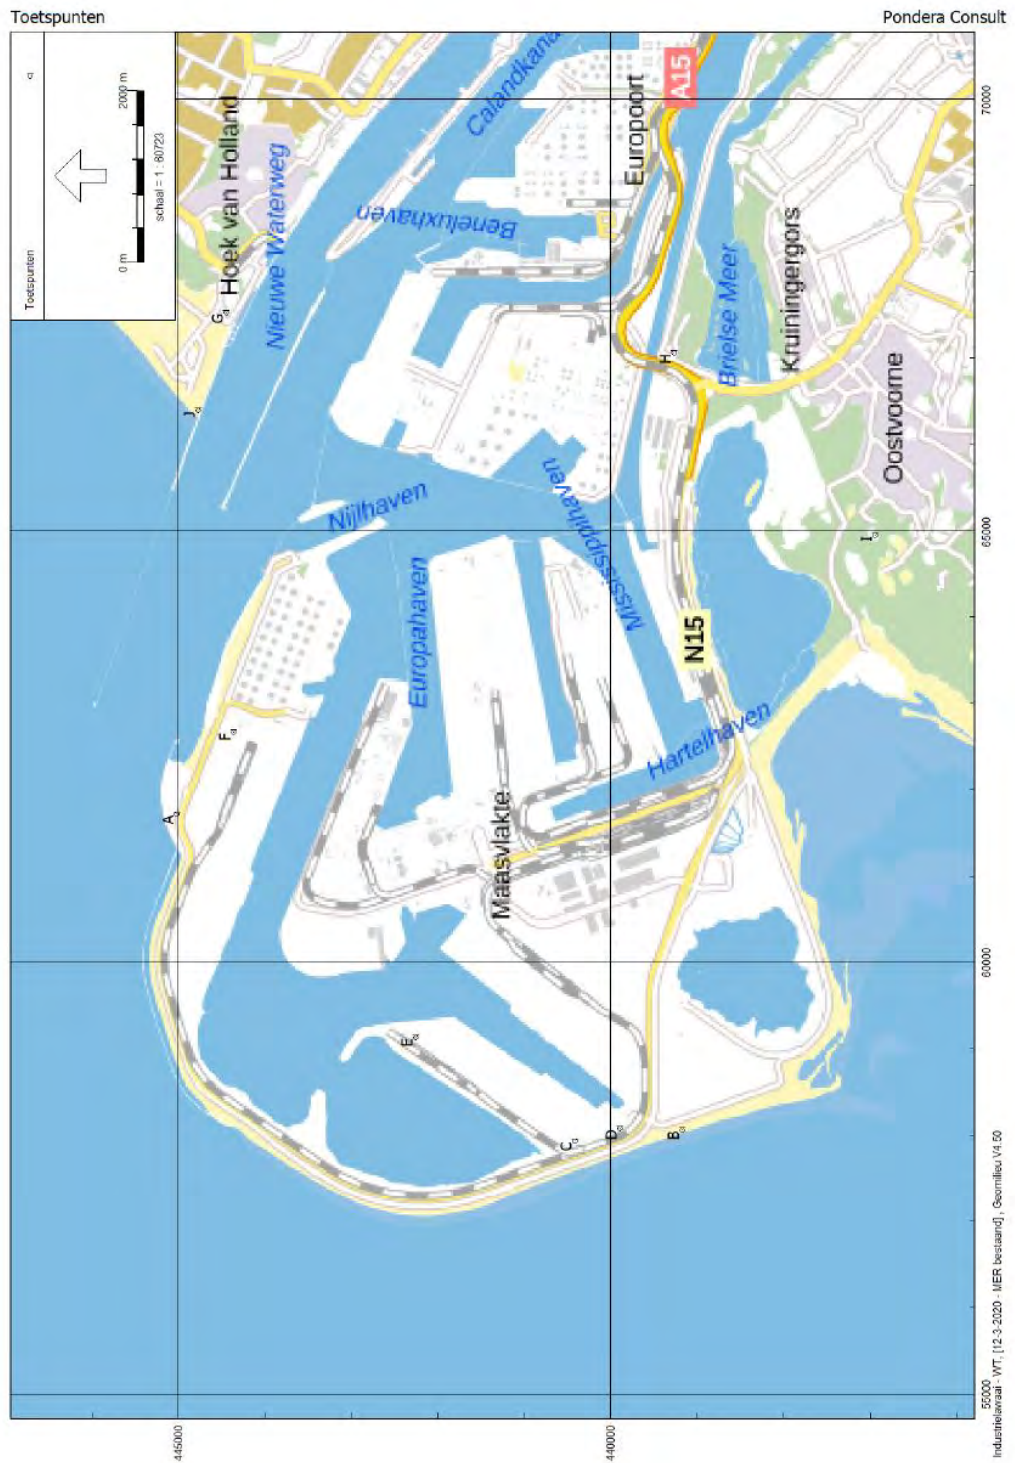 Toetspunten
Pondera Consult
Toetspunten
0 m
2000 m
schaal = 1 : 60723
Hoek van Holland
Nieuwe Waterweg
Calandkana
Beneluxhaven
Europoort
A15
G
J
H
Brielse Meer
Kruiningergors
Oostvoorne
Nijlhaven
Mississippihaven
Europahaven
I
N15
Hartelhaven
F
A
Maasvlakte
E
C
D
B
445000
440000
55000
60000
65000
70000
Industrielawaai - WT, [12-3-2020 - MER bestaand] , Geomilieu V4.50